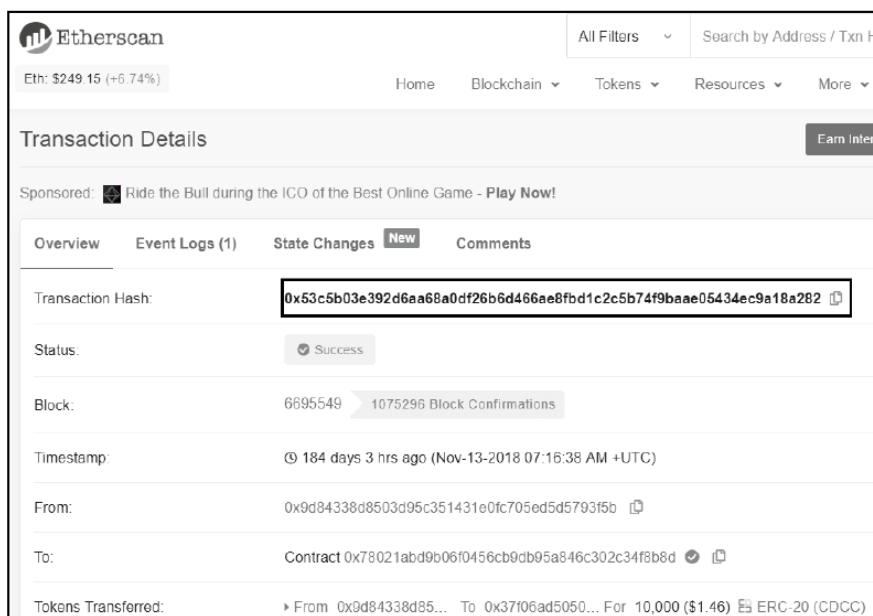 Etherscan
All Filters Search by Address / Txn H
Eth: $249.15 (+6.74%)
Home Blockchain Tokens Resources More
Transaction Details
Earn Inter
Sponsored: Ride the Bull during the ICO of the Best Online Game - Play Now!
Overview Event Logs (1) State Changes New Comments
Transaction Hash: 0x53c5b03e392d6aa68a0df26b6d466ae8fbd1c2c5b74f9baae05434ec9a18a282
Status: Success
Block: 6695549 1075296 Block Confirmations
Timestamp: 184 days 3 hrs ago (Nov-13-2018 07:16:38 AM +UTC)
From: 0x9d84338d8503d95c351431e0fc705ed5d5793f5b
To: Contract 0x78021abd9b06f0456cb9db95a846c302c34f8b8d
Tokens Transferred: From 0x9d84338d85... To 0x37f06ad5050... For 10,000 ($1.46) ERC-20 (CDCC)